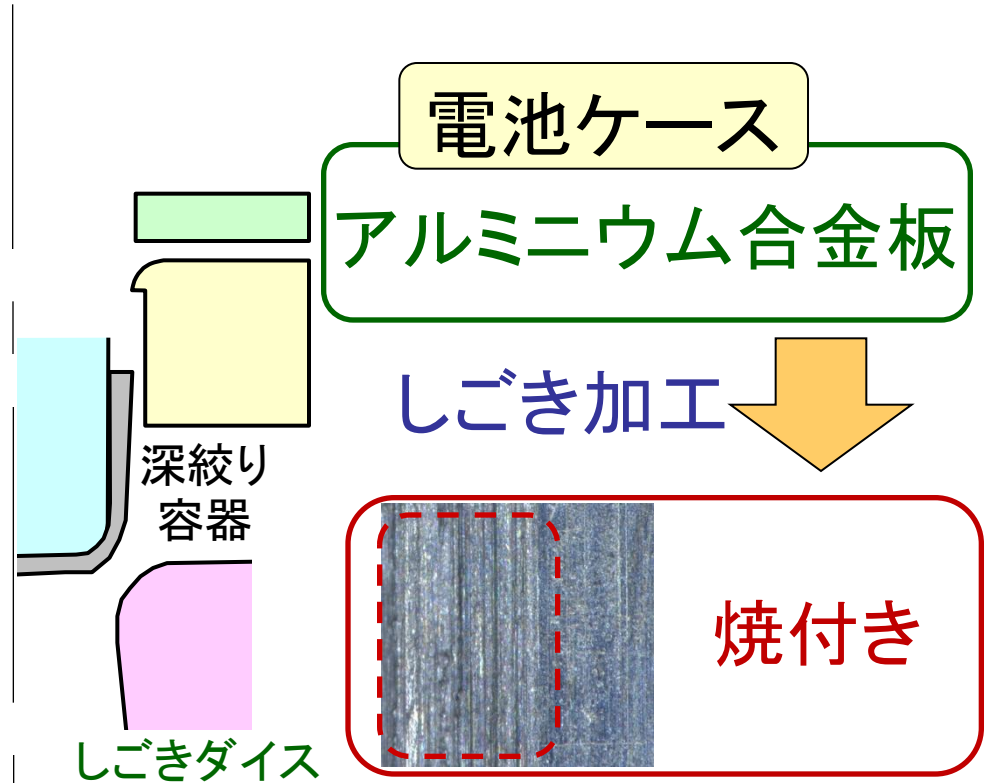 電池ケース
アルミニウム合金板
しごき加工
深絞り
容器
焼付き
しごきダイス